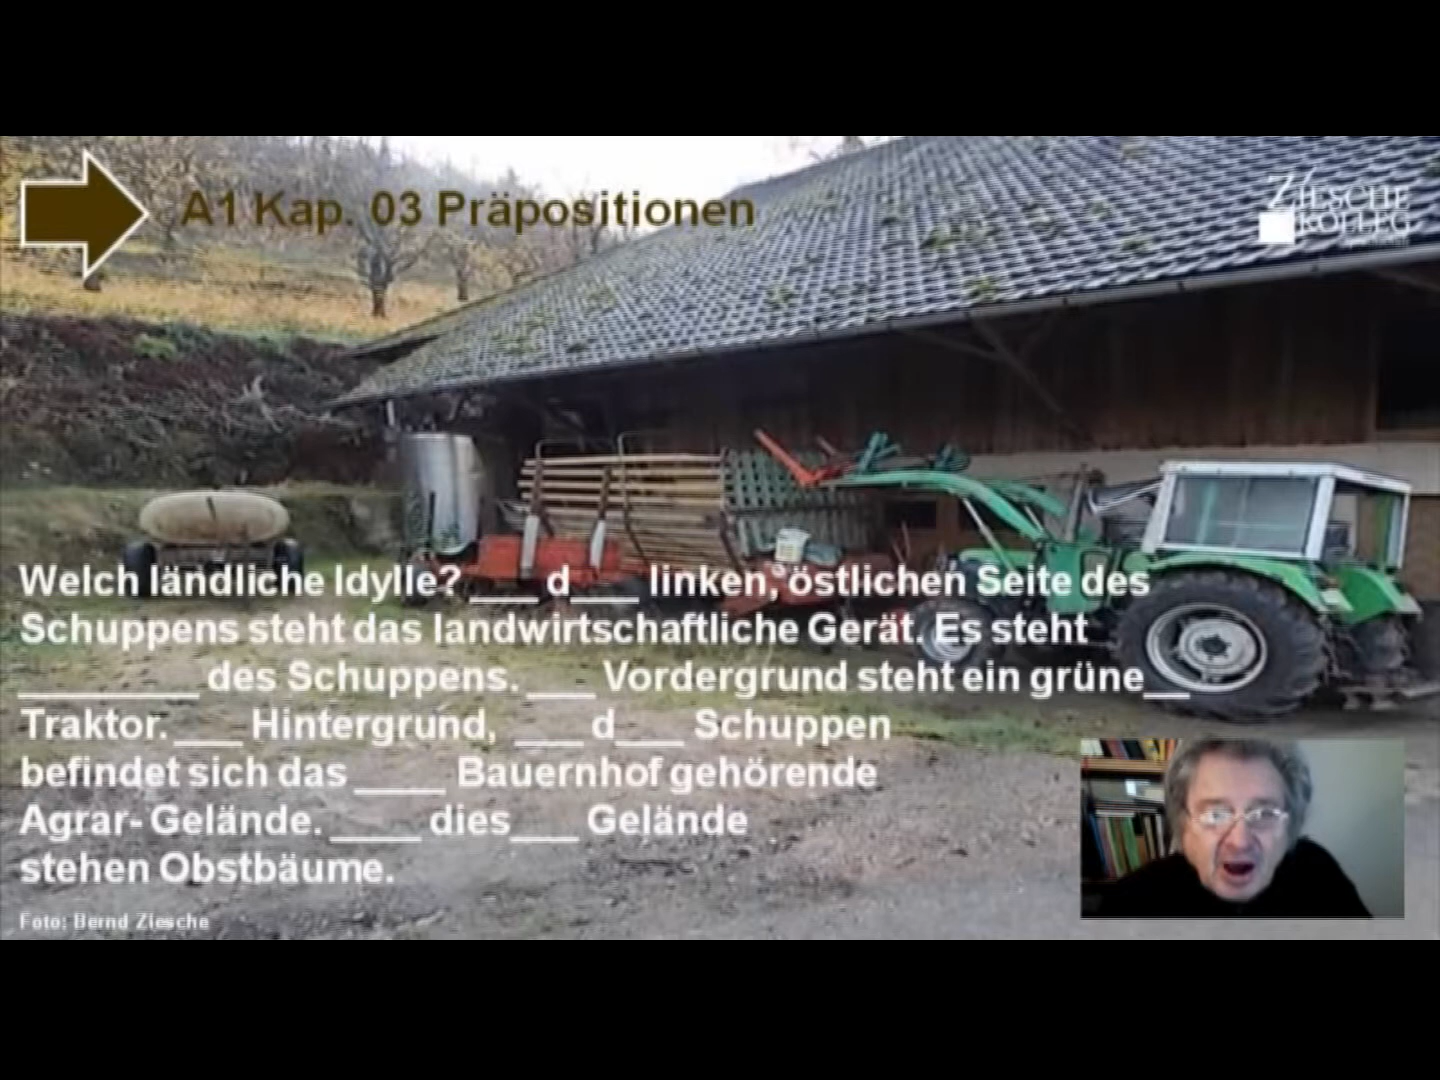 A1 Kap. 03 Präpositionen
ZIESCHE
KOLLEG
Welch ländliche Idylle? ___ d___ linken, östlichen Seite des
Schuppens steht das landwirtschaftliche Gerät. Es steht
________ des Schuppens. ___ Vordergrund steht ein grüne__
Traktor. ___ Hintergrund, ___ d___ Schuppen
befindet sich das ____ Bauernhof gehörende
Agrar- Gelände. ____ dies___ Gelände
stehen Obstbäume.
Foto: Bernd Ziesche